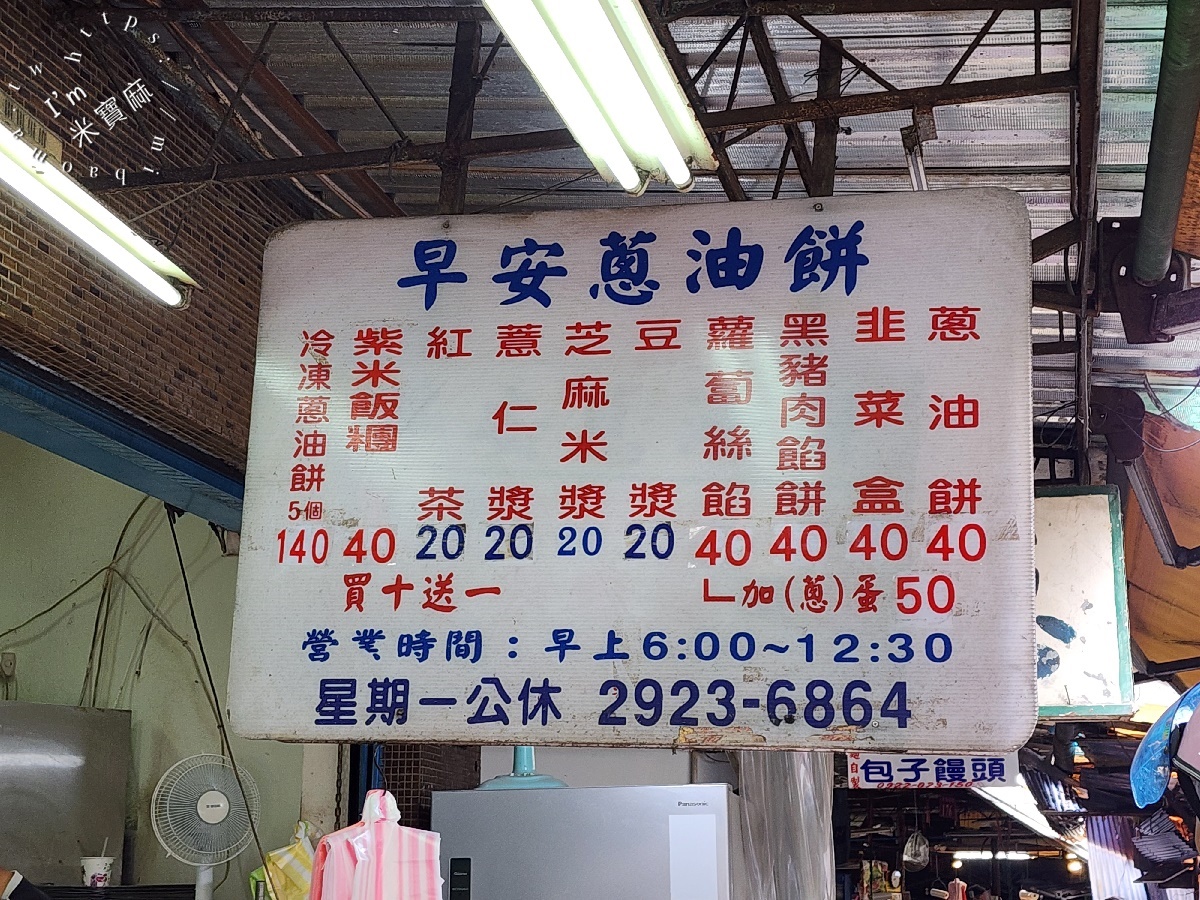 早安蔥油餅
蔥油餅 40
韭菜盒 40
黑豬肉餡餅 40
蘿蔔絲餡 40
豆漿 20
芝麻米漿 20
薏仁漿 20
紅茶 20
紫米飯糰 40
冷凍蔥油餅5個 140
加(蔥)蛋50
買十送一
營業時間：早上6:00~12:30
星期一公休 2923-6864
包子饅頭
Panasonic
I'm
米寶麻